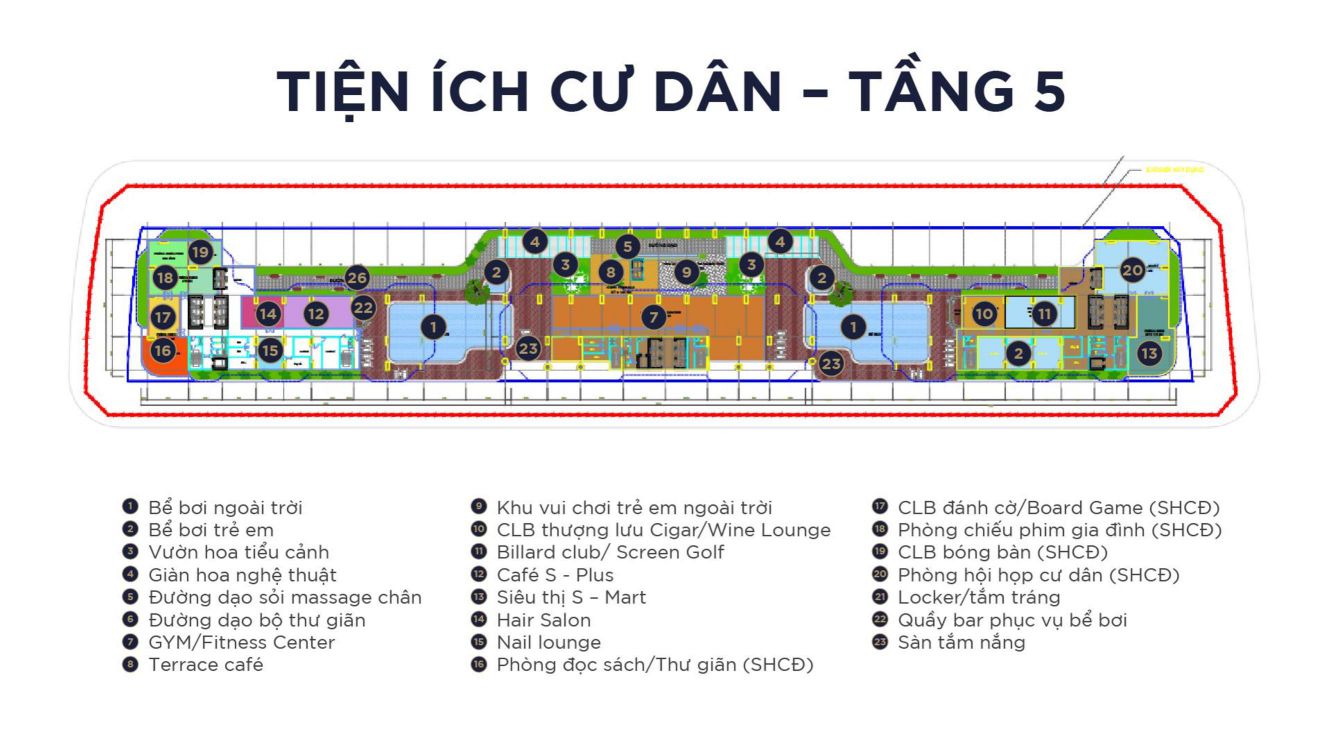 TIỆN ÍCH CƯ DÂN – TẦNG 5
4
5
4
19
3
3
18
26
2
8
9
2
20
17
14
12
22
1
7
1
10
11
16
15
23
23
2
13
1 Bể bơi ngoài trời
2 Bể bơi trẻ em
3 Vườn hoa tiểu cảnh
4 Giàn hoa nghệ thuật
5 Đường dạo sỏi massage chân
6 Đường dạo bộ thư giãn
7 GYM/Fitness Center
8 Terrace café
9 Khu vui chơi trẻ em ngoài trời
10 CLB thượng lưu Cigar/Wine Lounge
11 Billard club/ Screen Golf
12 Café S - Plus
13 Siêu thị S – Mart
14 Hair Salon
15 Nail lounge
16 Phòng đọc sách/Thư giãn (SHCĐ)
17 CLB đánh cờ/Board Game (SHCĐ)
18 Phòng chiếu phim gia đình (SHCĐ)
19 CLB bóng bàn (SHCĐ)
20 Phòng hội họp cư dân (SHCĐ)
21 Locker/tắm tráng
22 Quầy bar phục vụ bể bơi
23 Sàn tắm nắng